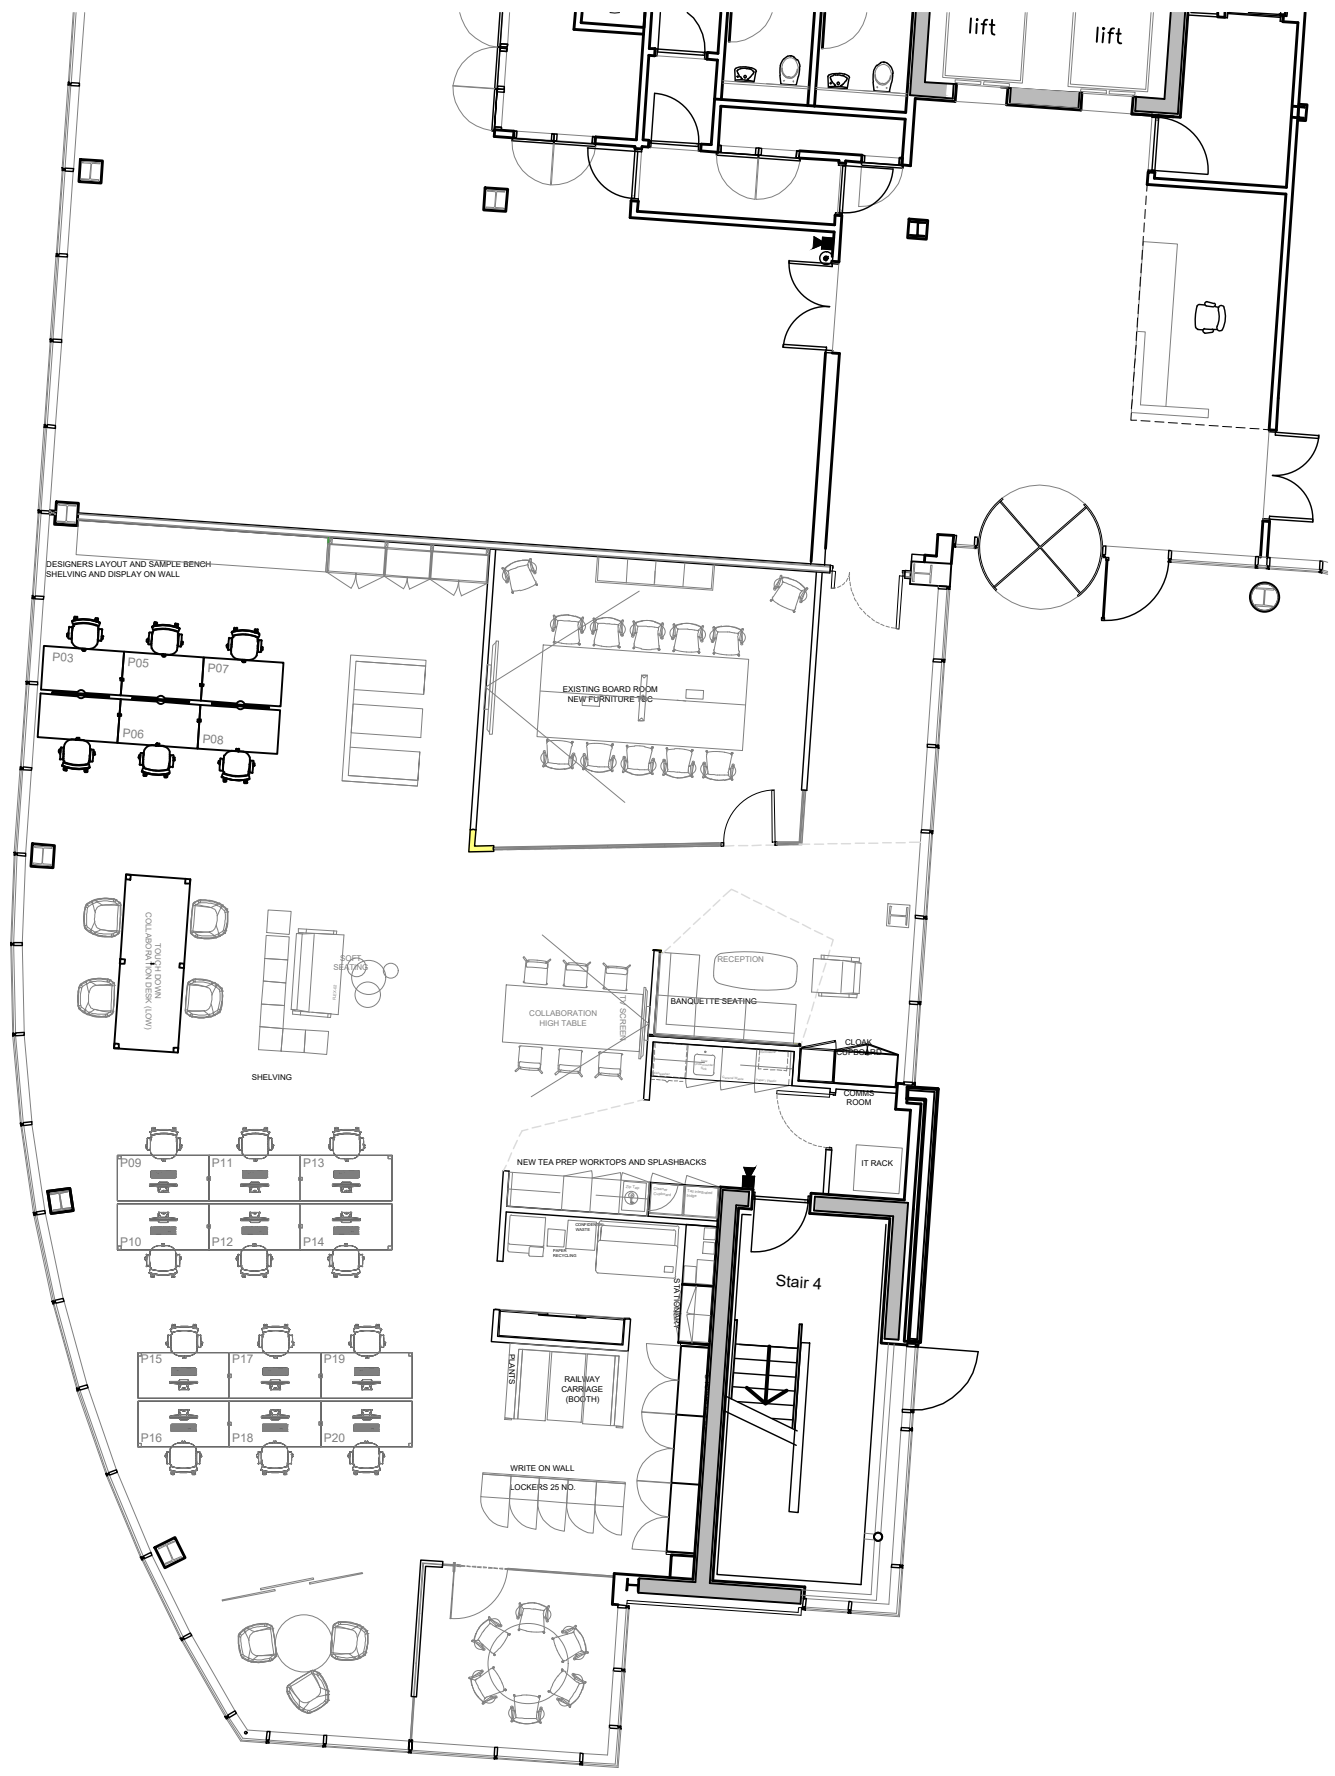 lift
lift
DESIGNERS LAYOUT AND SAMPLE BENCH
SHELVING AND DISPLAY ON WALL
P03
P05
P07
P06
P08
EXISTING BOARD ROOM
NEW FURNITURE TBC
TOUCH DOWN
COLLABORATION DESK (LOW)
SOFT
SEATING
SHELVING
COLLABORATION
HIGH TABLE
TV SCREEN
RECEPTION
BANQUETTE SEATING
CLOAK
CUPBOARD
COMMS
ROOM
IT RACK
NEW TEA PREP WORKTOPS AND SPLASHBACKS
P09
P11
P13
P10
P12
P14
CONFIDENTIAL
WASTE
PAPER
RECYCLING
STATIONERY
Stair 4
P15
P17
P19
P16
P18
P20
PLANTS
RAILWAY
CARRIAGE
(BOOTH)
WRITE ON WALL
LOCKERS 25 NO.